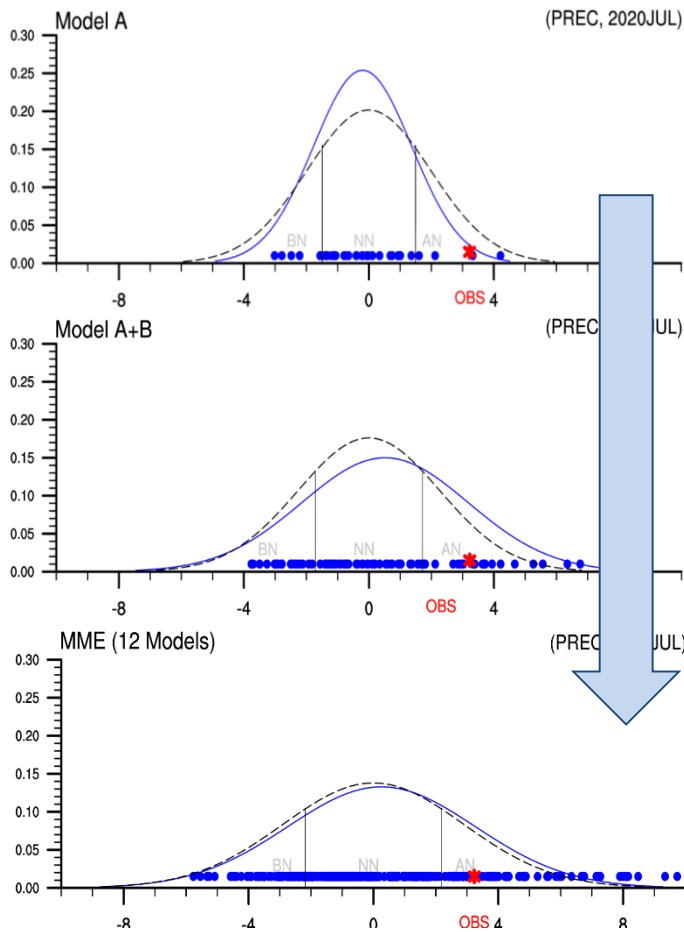 Model A (PREC, 2020JUL)
0.30
0.25
0.20
0.15
0.10
0.05
0.00
BN NN AN
-8 -4 0 4
OBS
Model A+B (PREC, JUL)
0.30
0.25
0.20
0.15
0.10
0.05
0.00
BN NN AN
-8 -4 0 4
OBS
MME (12 Models) (PREC, JUL)
0.30
0.25
0.20
0.15
0.10
0.05
0.00
BN NN AN
-8 -4 0 4 8
OBS